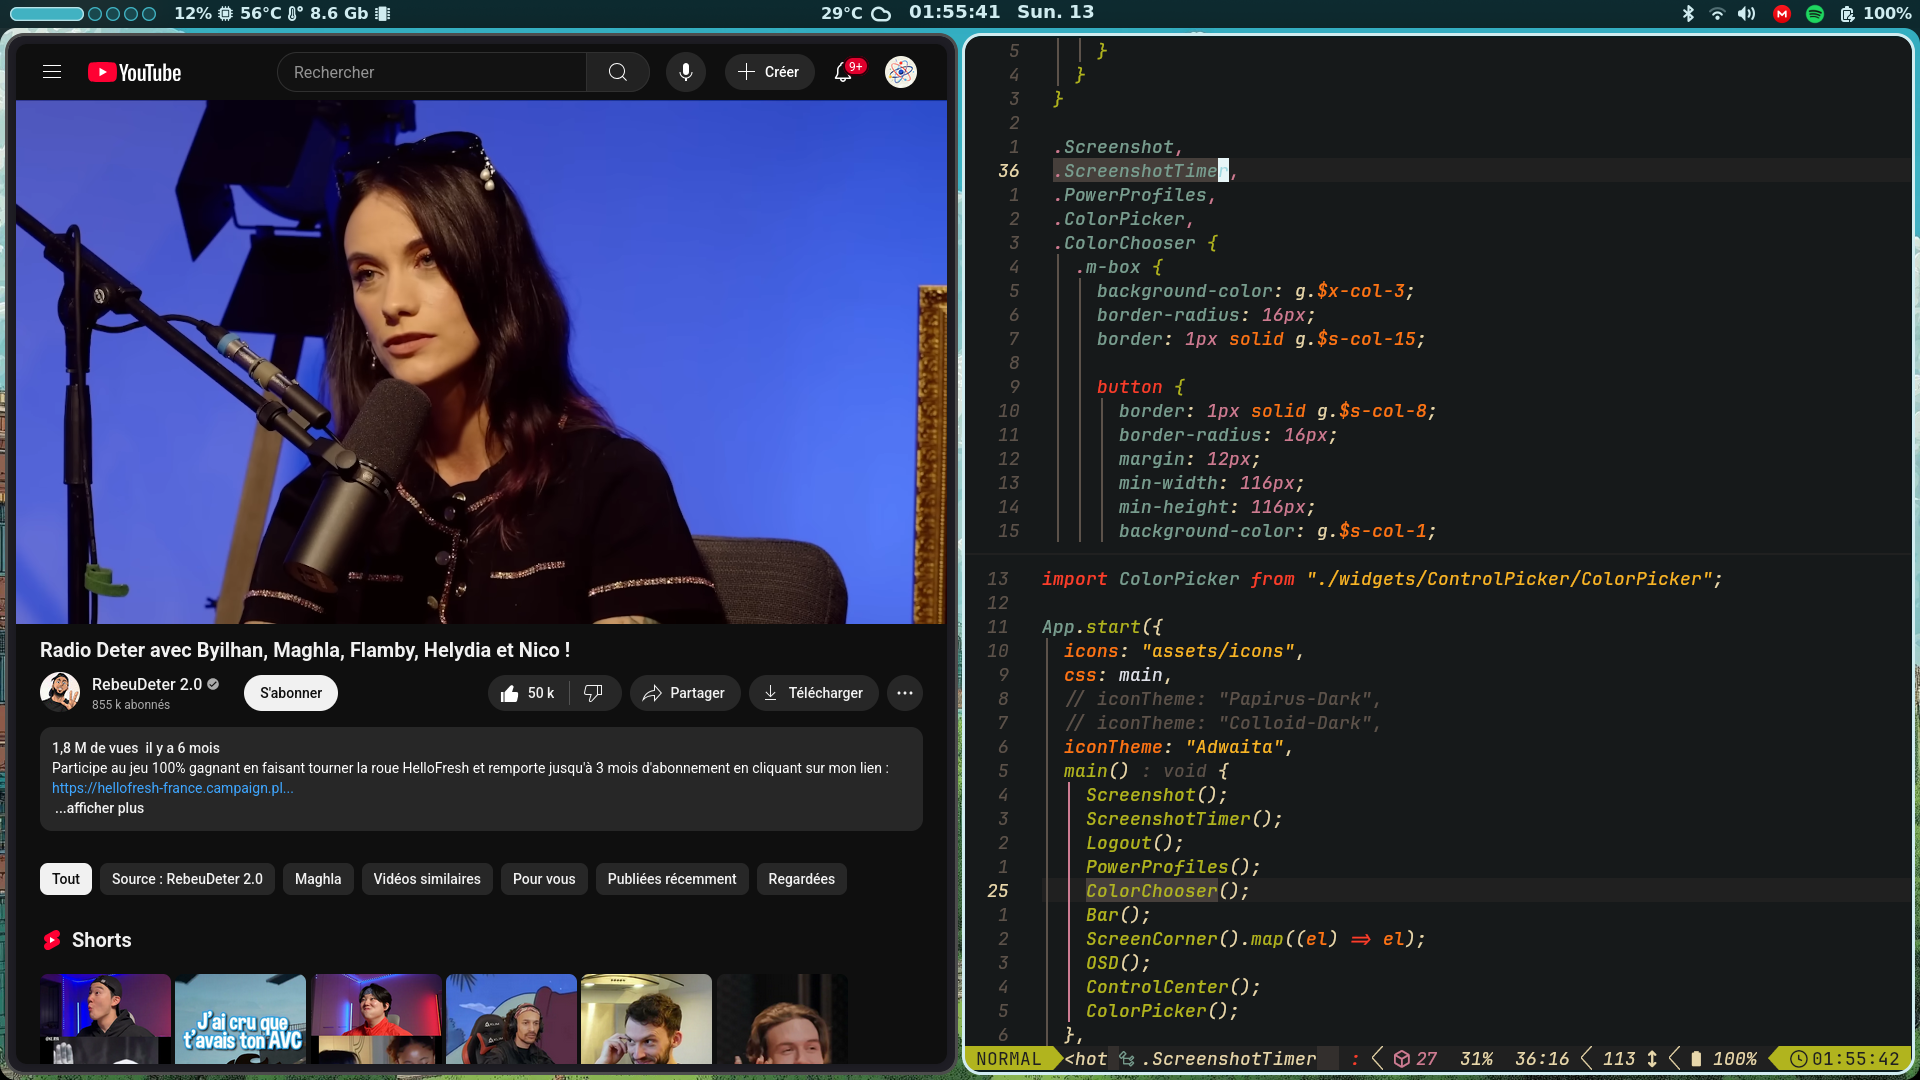 12% 56°C 8.6 Gb
29°C 01:55:41 Sun. 13
100%
YouTube
Rechercher
Créer
9+
Radio Deter avec Byilhan, Maghla, Flamby, Helydia et Nico !
RebeuDeter 2.0
855 k abonnés
S'abonner
50 k
Partager
Télécharger
1,8 M de vues il y a 6 mois
Participe au jeu 100% gagnant en faisant tourner la roue HelloFresh et remporte jusqu'à 3 mois d'abonnement en cliquant sur mon lien :
https://hellofresh-france.campaign.pl...
...afficher plus
Tout
Source : RebeuDeter 2.0
Maghla
Vidéos similaires
Pour vous
Publiées récemment
Regardées
Shorts
J'ai cru que
t'avais ton AVC
5 }
4 }
3 }
2
1 .Screenshot,
36 .ScreenshotTimer,
1 .PowerProfiles,
2 .ColorPicker,
3 .ColorChooser {
4 .m-box {
5 background-color: g.$x-col-3;
6 border-radius: 16px;
7 border: 1px solid g.$s-col-15;
8
9 button {
10 border: 1px solid g.$s-col-8;
11 border-radius: 16px;
12 margin: 12px;
13 min-width: 116px;
14 min-height: 116px;
15 background-color: g.$s-col-1;
13 import ColorPicker from "./widgets/ControlPicker/ColorPicker";
12
11 App.start({
10 icons: "assets/icons",
9 css: main,
8 // iconTheme: "Papirus-Dark",
7 // iconTheme: "Colloid-Dark",
6 iconTheme: "Adwaita",
5 main() : void {
4 Screenshot();
3 ScreenshotTimer();
2 Logout();
1 PowerProfiles();
25 ColorChooser();
1 Bar();
2 ScreenCorner().map((el) => el);
3 OSD();
4 ControlCenter();
5 ColorPicker();
6 },
NORMAL <hot .ScreenshotTimer : 27 31% 36:16 113 100% 01:55:42